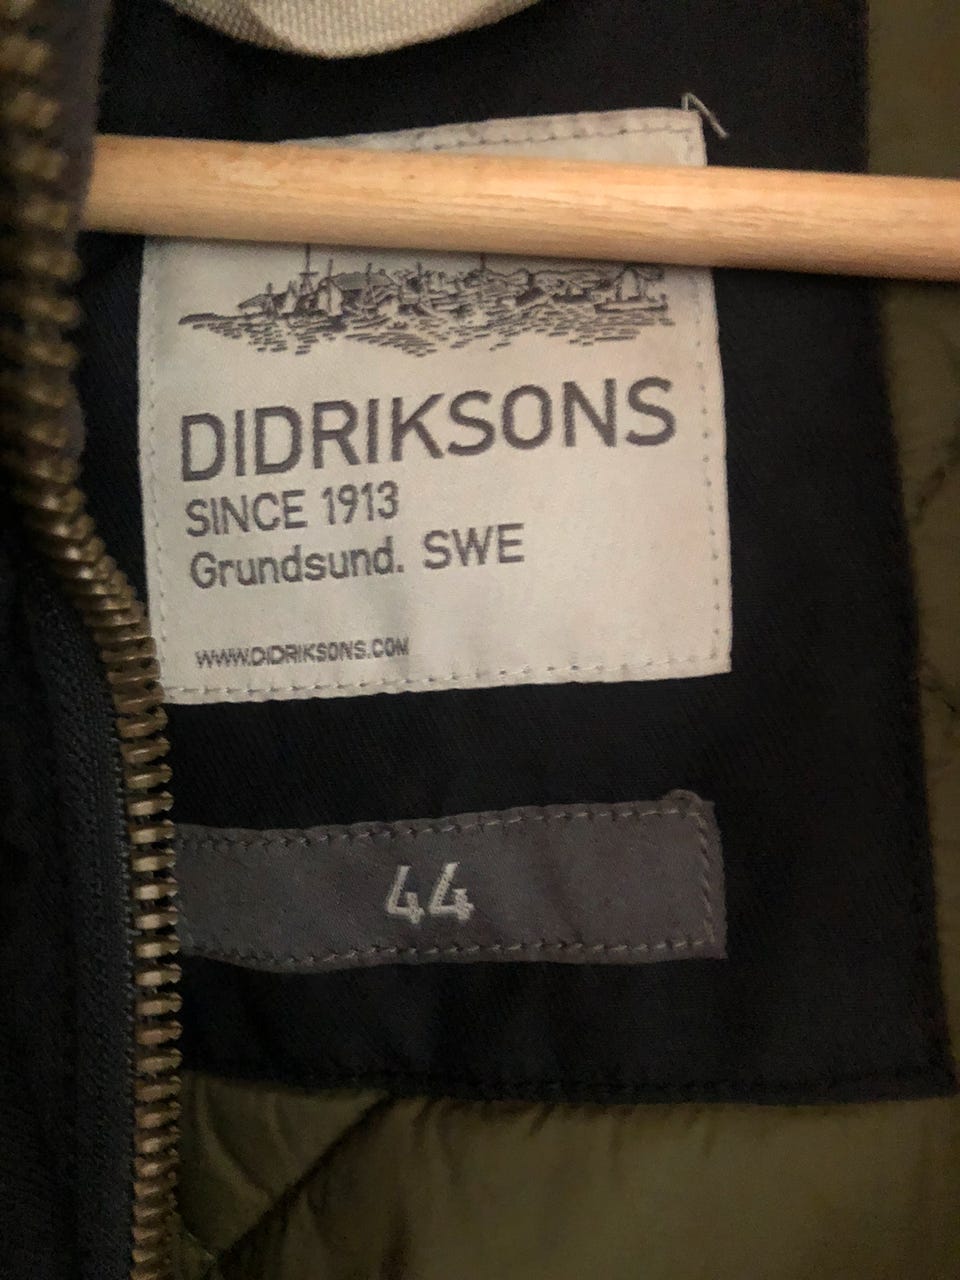 DIDRIKSONS
SINCE 1913
Grundsund. SWE
WWW.DIDRIKSONS.COM
44